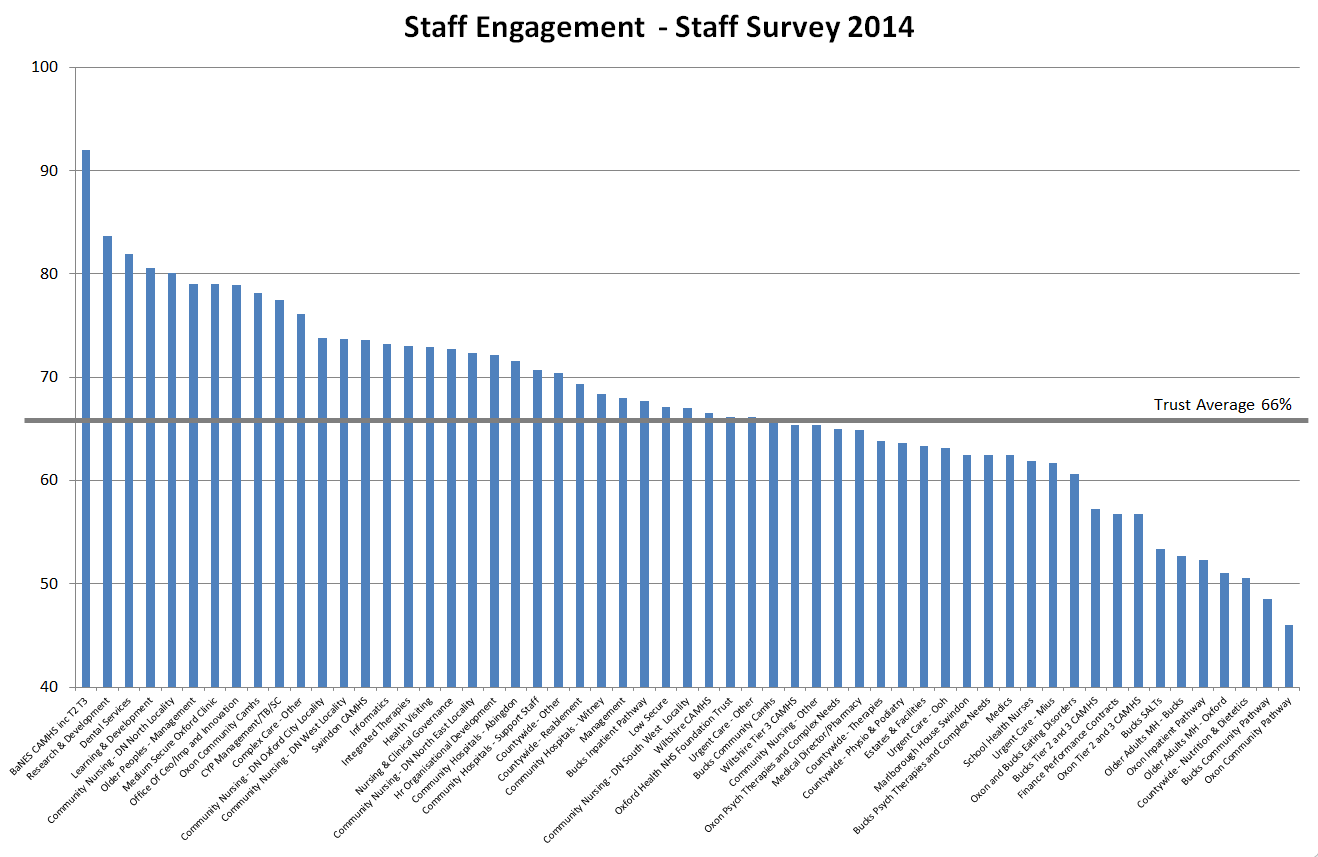 Staff Engagement - Staff Survey 2014
100
90
80
70
60
50
40
Trust Average 66%
BaNES CAMHS inc T2 T3
Research & Development
Dental Services
Learning & Development
Community Nursing - DN North Locality
Older Peoples - Management
Medium Secure Oxford Clinic
Office Of Ceo/Imp and Innovation
Oxon Community Camhs
CYP Management/TB/SC
Complex Care - Other
Community Nursing - DN Oxford City Locality
Community Nursing - DN West Locality
Swindon CAMHS
Informatics
Integrated Therapies
Health Visiting
Nursing & Clinical Governance
Community Nursing - DN North East Locality
Hr Organisational Development
Community Hospitals - Abingdon
Community Hospitals - Support Staff
Countywide - Other
Countywide - Reablement
Community Hospitals - Witney
Management
Bucks Inpatient Pathway
Low Secure
Community Nursing - DN South West Locality
Wiltshire CAMHS
Oxford Health NHS Foundation Trust
Urgent Care - Other
Bucks Community Camhs
Wiltshire Tier 3 CAMHS
Community Nursing - Other
Oxon Psych Therapies and Complex Needs
Medical Director/Pharmacy
Countywide - Therapies
Countywide - Physio & Podiatry
Estates & Facilities
Urgent Care - Ooh
Marlborough House - Swindon
Bucks Psych Therapies and Complex Needs
Medics
School Health Nurses
Urgent Care - Mius
Oxon and Bucks Eating Disorders
Bucks Tier 2 and 3 CAMHS
Finance Performance Contracts
Oxon Tier 2 and 3 CAMHS
Bucks SALTs
Older Adults MH - Bucks
Oxon Inpatient Pathway
Older Adults MH - Oxford
Countywide - Nutrition & Dietetics
Bucks Community Pathway
Oxon Community Pathway